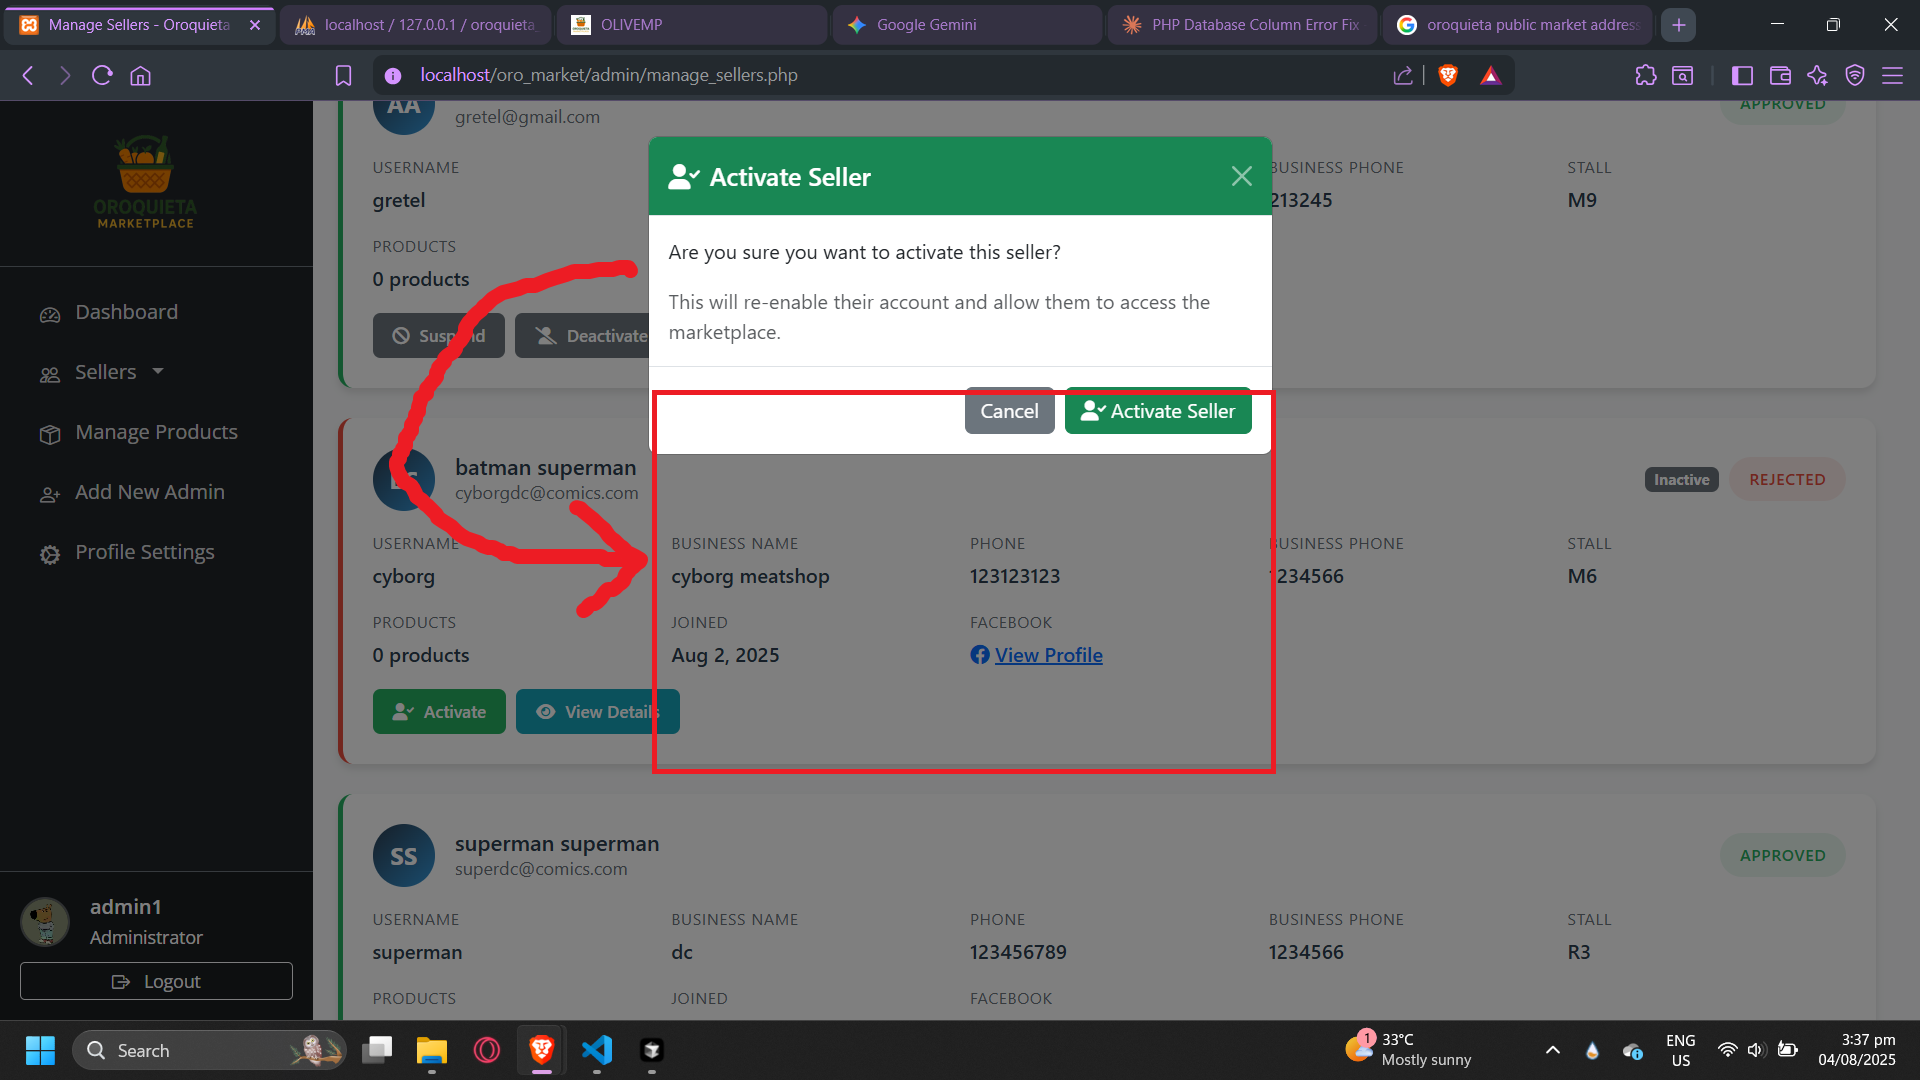 Manage Sellers - Oroquieta
localhost / 127.0.0.1 / oroquieta_
OLIVEMP
Google Gemini
PHP Database Column Error Fix
oroquieta public market address
localhost/oro_market/admin/manage_sellers.php
OROQUIETA
MARKETPLACE
Dashboard
Sellers
Manage Products
Add New Admin
Profile Settings
admin1
Administrator
Logout
AA
gretel@gmail.com
APPROVED
USERNAME
BUSINESS PHONE
STALL
gretel
213245
M9
PRODUCTS
0 products
Suspend
Deactivate
Activate Seller
Are you sure you want to activate this seller?
This will re-enable their account and allow them to access the
marketplace.
Cancel
Activate Seller
batman superman
cyborgdc@comics.com
Inactive
REJECTED
USERNAME
BUSINESS NAME
PHONE
BUSINESS PHONE
STALL
cyborg
cyborg meatshop
123123123
1234566
M6
PRODUCTS
JOINED
FACEBOOK
0 products
Aug 2, 2025
View Profile
Activate
View Details
SS
superman superman
superdc@comics.com
APPROVED
USERNAME
BUSINESS NAME
PHONE
BUSINESS PHONE
STALL
superman
dc
123456789
1234566
R3
PRODUCTS
JOINED
FACEBOOK
Search
1
33°C
Mostly sunny
ENG
US
3:37 pm
04/08/2025